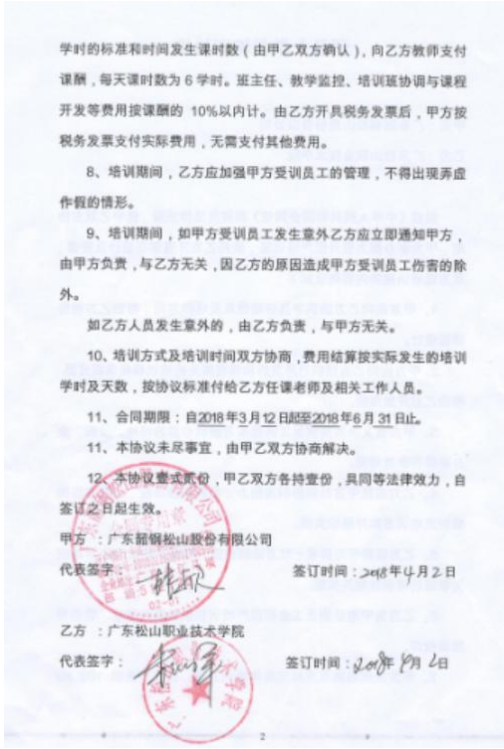 学时的标准和时间发生课时数（由甲乙双方确认），向乙方教师支付
课酬，每天课时数为 6 学时。班主任、教学监控、培训班协调与课程
开发等费用按课酬的 10%以内计。由乙方开具税务发票后，甲方按
税务发票支付实际费用，无需支付其他费用。
8、培训期间，乙方应加强甲方受训员工的管理，不得出现弄虚
作假的情形。
9、培训期间，如甲方受训员工发生意外乙方应立即通知甲方，
由甲方负责，与乙方无关，因乙方的原因造成甲方受训员工伤害的除
外。
如乙方人员发生意外的，由乙方负责，与甲方无关。
10、培训方式及培训时间双方协商，费用结算按实际发生的培训
学时及天数，按协议标准付给乙方任课老师及相关工作人员。
11、合同期限：自2018年3月12日起至2018年6月31日止。
11、本协议未尽事宜，由甲乙双方协商解决。
12、本协议壹式贰份，甲乙双方各持壹份，具同等法律效力，自
签订之日起生效。
甲方 ：广东韶钢松山股份有限公司
代表签字： 签订时间：2018年4月2日
乙方 ：广东松山职业技术学院
代表签字： 签订时间：2018年 月2日
2